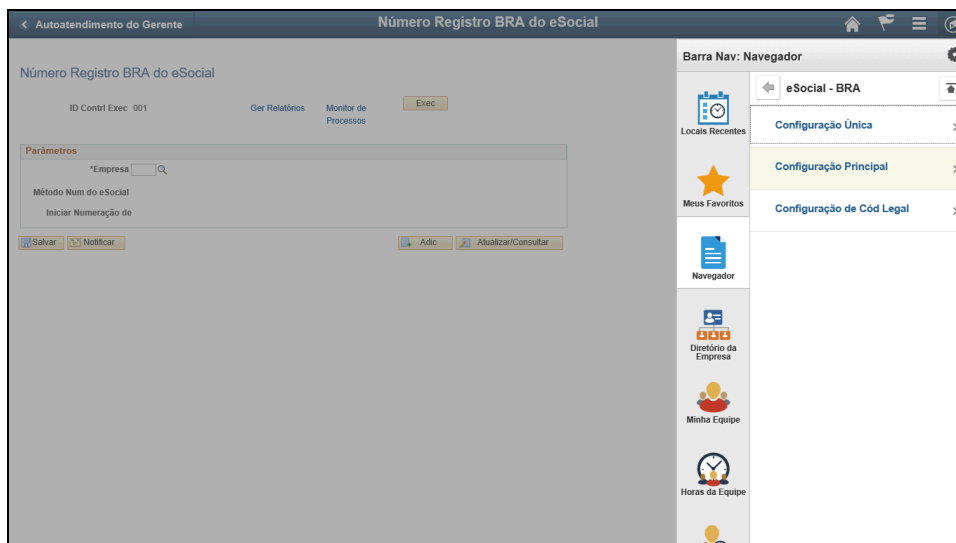 Autoatendimento do Gerente
Número Registro BRA do eSocial
Número Registro BRA do eSocial
ID Contrl Exec 001
Ger Relatórios
Monitor de
Processos
Exec
Parâmetros
*Empresa
Método Num do eSocial
Iniciar Numeração de
Salvar
Notificar
Adic
Atualizar/Consultar
Barra Nav: Navegador
Locais Recentes
Meus Favoritos
Navegador
Diretório da
Empresa
Minha Equipe
Horas da Equipe
eSocial - BRA
Configuração Única
Configuração Principal
Configuração de Cód Legal